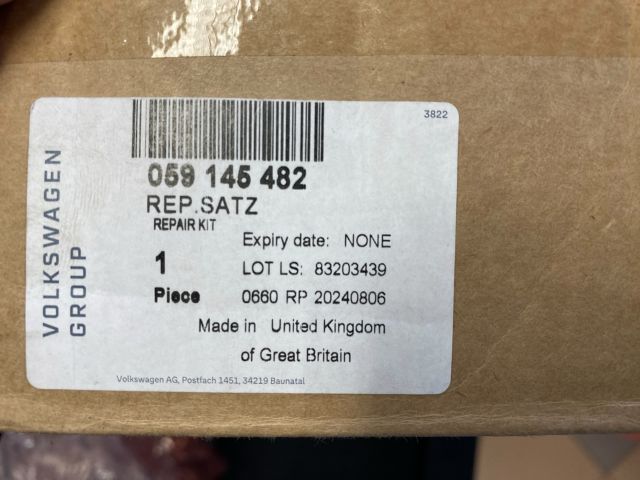 3822
VOLKSWAGEN
GROUP
059 145 482
REP.SATZ
REPAIR KIT
Expiry date: NONE
1
LOT LS: 83203439
Piece
0660 RP 20240806
Made in United Kingdom
of Great Britain
Volkswagen AG, Postfach 1451, 34219 Baunatal